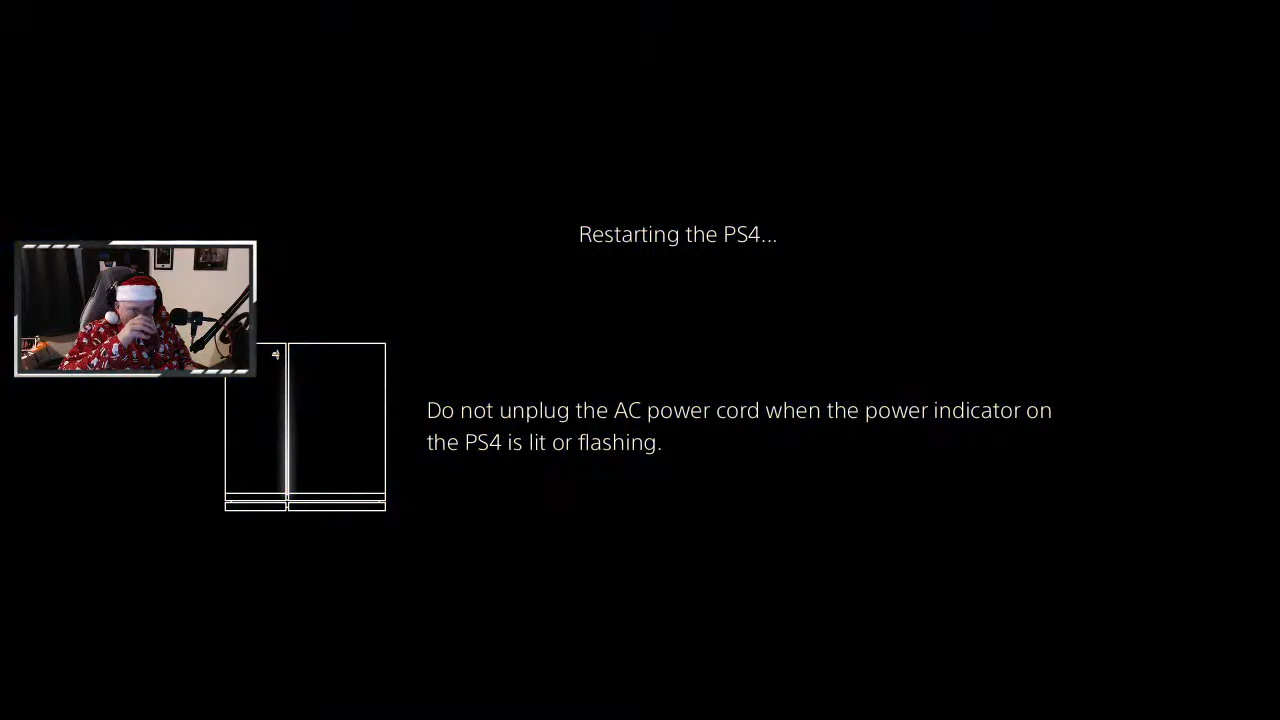 Restarting the PS4...
Do not unplug the AC power cord when the power indicator on
the PS4 is lit or flashing.